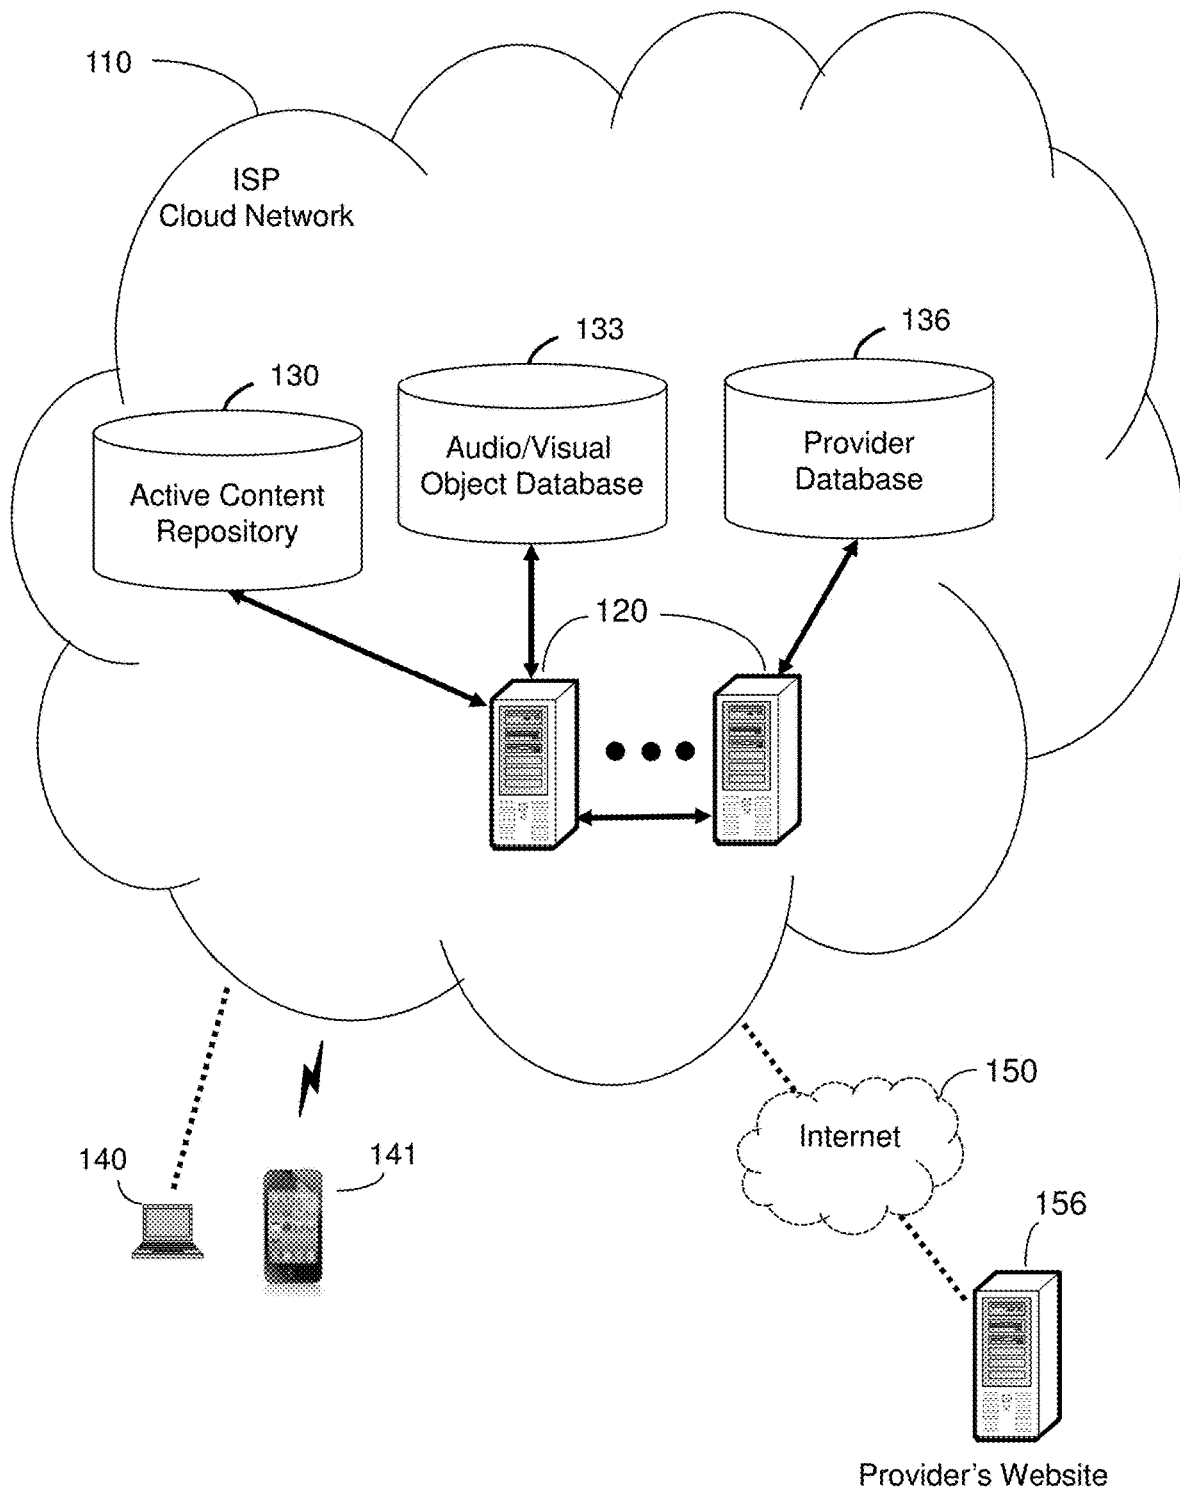 110
ISP
Cloud Network
133
136
130
Audio/Visual
Object Database
Provider
Database
Active Content
Repository
120
150
Internet
140
141
156
Provider's Website